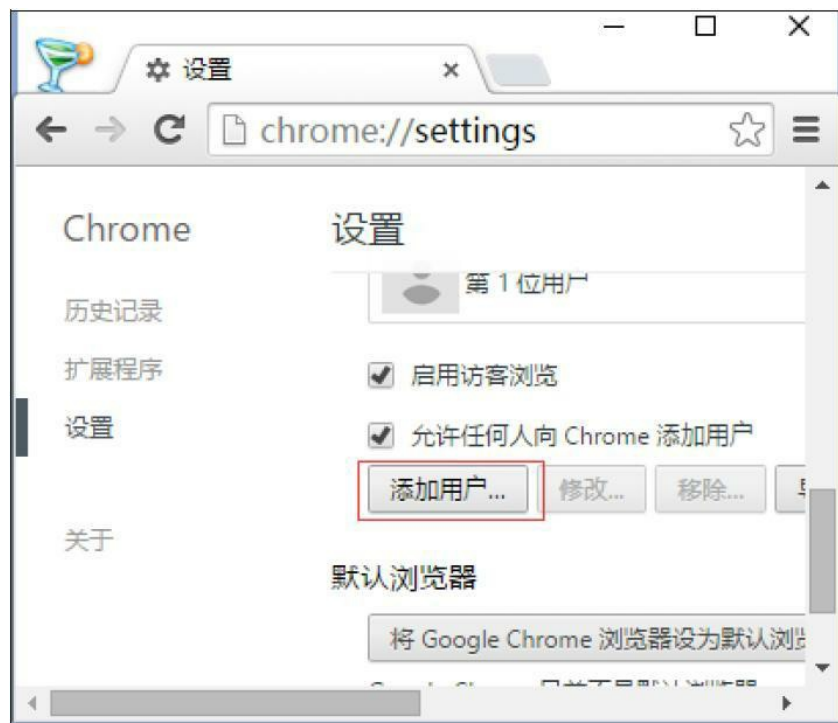 设置
chrome://settings
Chrome
设置
历史记录
第 1 位用户
扩展程序
启用访客浏览
设置
允许任何人向 Chrome 添加用户
添加用户... 修改... 移除...
关于
默认浏览器
将 Google Chrome 浏览器设为默认浏